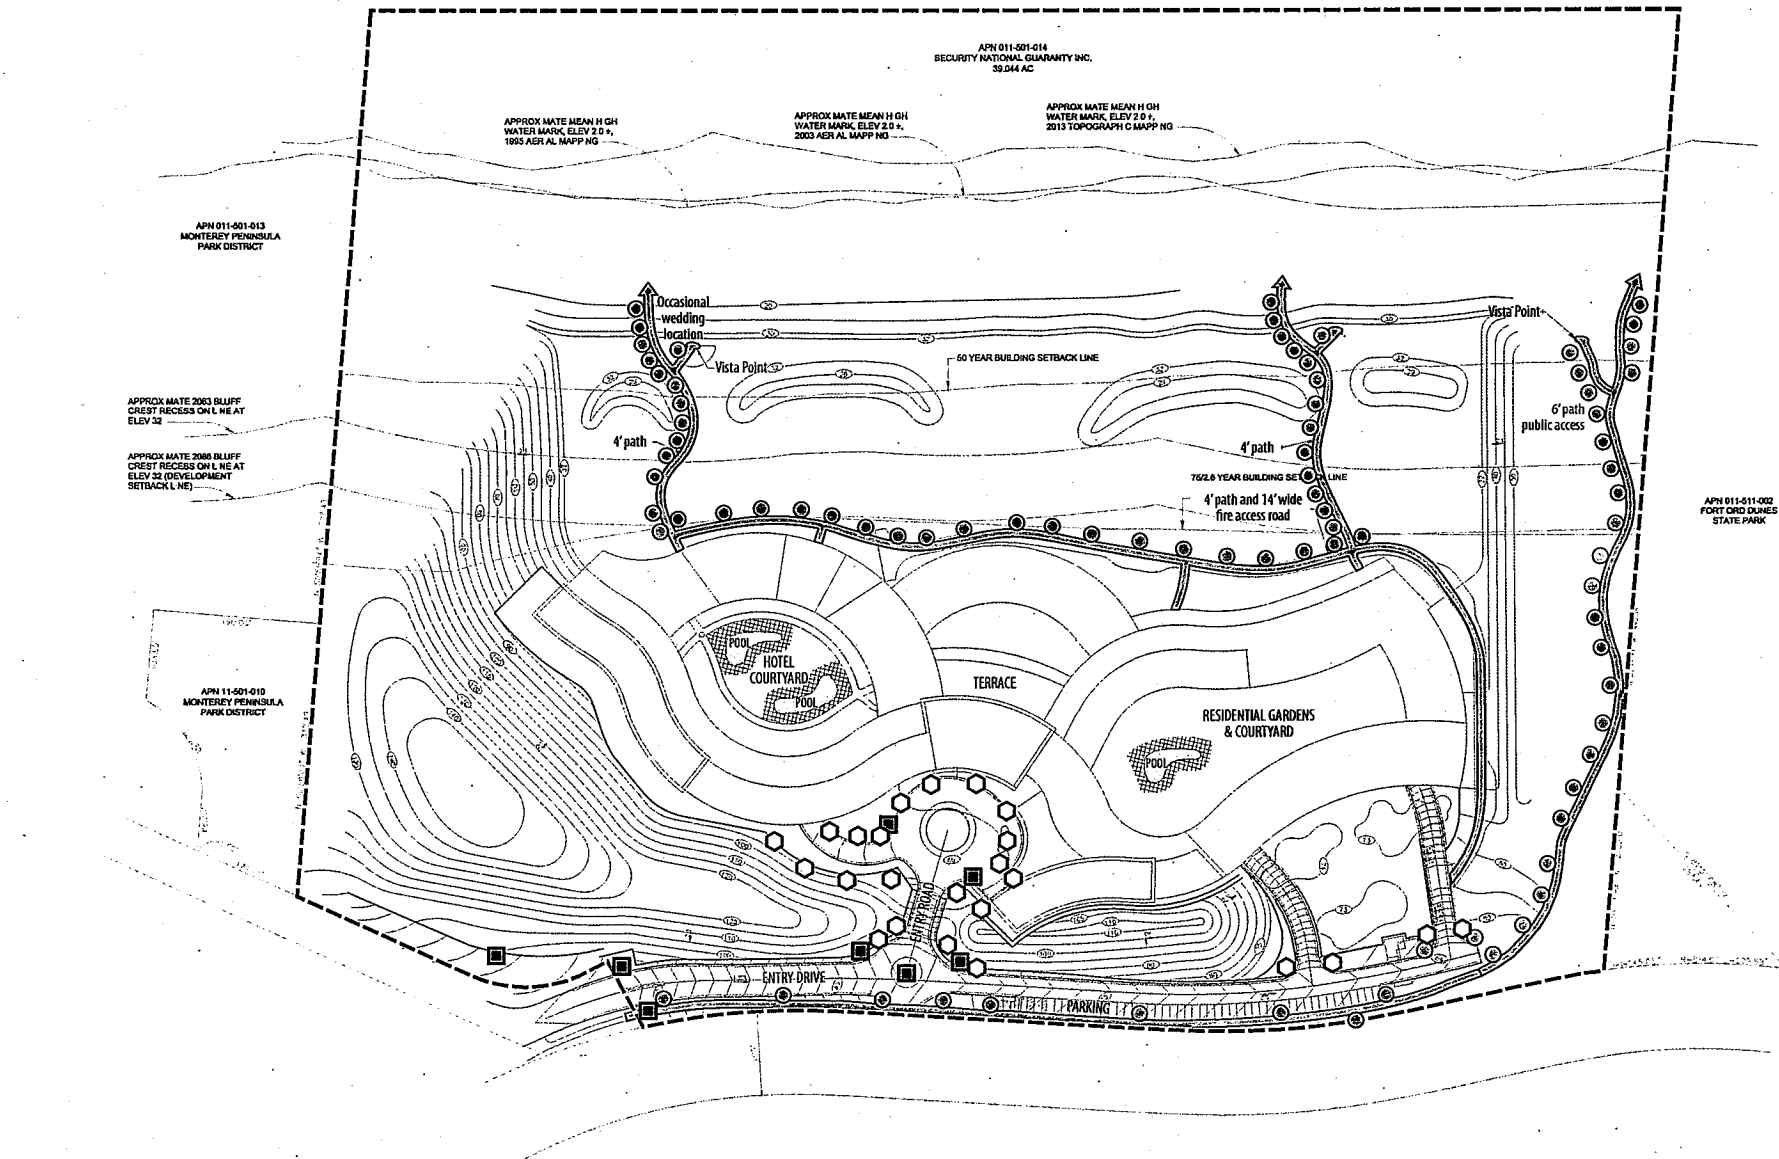 APN 011-501-014
SECURITY NATIONAL GUARANTY INC.
39.044 AC
APPROX MATE MEAN H GH
WATER MARK, ELEV 2 0 ±,
1995 AER AL MAPP NG
APPROX MATE MEAN H GH
WATER MARK, ELEV 2 0 ±,
2003 AER AL MAPP NG
APPROX MATE MEAN H GH
WATER MARK, ELEV 2 0 ±,
2013 TOPOGRAPH C MAPP NG
APN 011-501-013
MONTEREY PENINSULA
PARK DISTRICT
Occasional
wedding
location
Vista Point
Vista Point
50 YEAR BUILDING SETBACK LINE
APPROX MATE 2063 BLUFF
CREST RECESS ON L NE AT
ELEV 32
4' path
4' path
6' path
public access
APPROX MATE 2088 BLUFF
CREST RECESS ON L NE AT
ELEV 32 (DEVELOPMENT
SETBACK L NE)
75/2.5 YEAR BUILDING SETBACK LINE
4' path and 14' wide
fire access road
APN 011-511-002
FORT ORD DUNES
STATE PARK
POOL
HOTEL
COURTYARD
POOL
TERRACE
APN 11-501-010
MONTEREY PENINSULA
PARK DISTRICT
RESIDENTIAL GARDENS
& COURTYARD
POOL
ENTRY ROAD
ENTRY DRIVE
PARKING